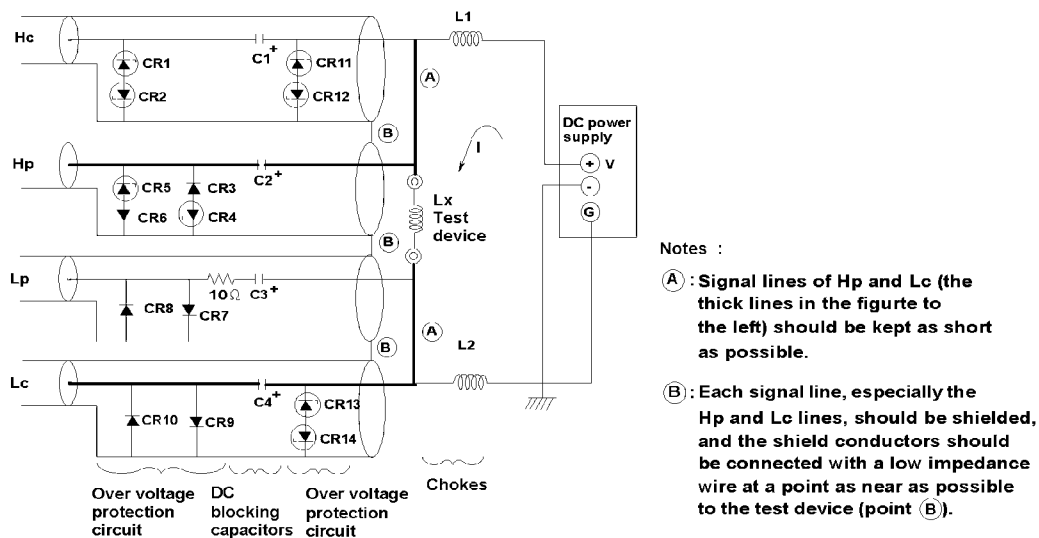 Hc
L1
CR1
CR2
C1+
CR11
CR12
A
B
DC power
supply
+ V
-
G
Hp
CR5
CR6
CR3
CR4
C2+
I
Lx
Test
device
B
Lp
CR8
CR7
10Ω
C3+
A
B
L2
Lc
CR10
CR9
C4+
CR13
CR14
Over voltage
protection
circuit
DC
blocking
capacitors
Over voltage
protection
circuit
Chokes
Notes :
A : Signal lines of Hp and Lc (the
thick lines in the figurte to
the left) should be kept as short
as possible.
B : Each signal line, especially the
Hp and Lc lines, should be shielded,
and the shield conductors should
be connected with a low impedance
wire at a point as near as possible
to the test device (point B).